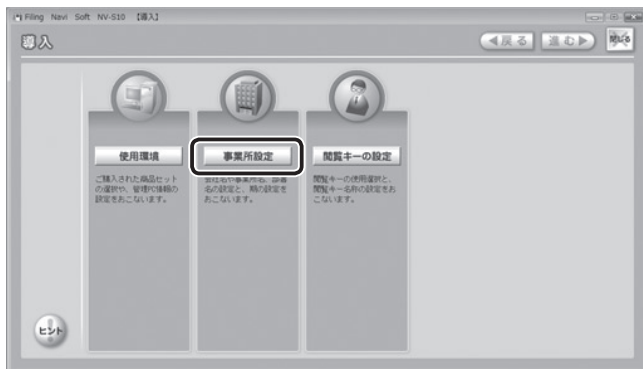 Filing Navi Soft NV-S10 【導入】
導入
戻る
進む
閉じる
使用環境
事業所設定
閲覧キーの設定
ご購入された商品セット
の選択や、管理PC情報の
設定をおこないます。
会社名や事業所名、部署
名の設定と、期の設定を
おこないます。
閲覧キーの使用選択と、
閲覧キー名称の設定をお
こないます。
ヒント